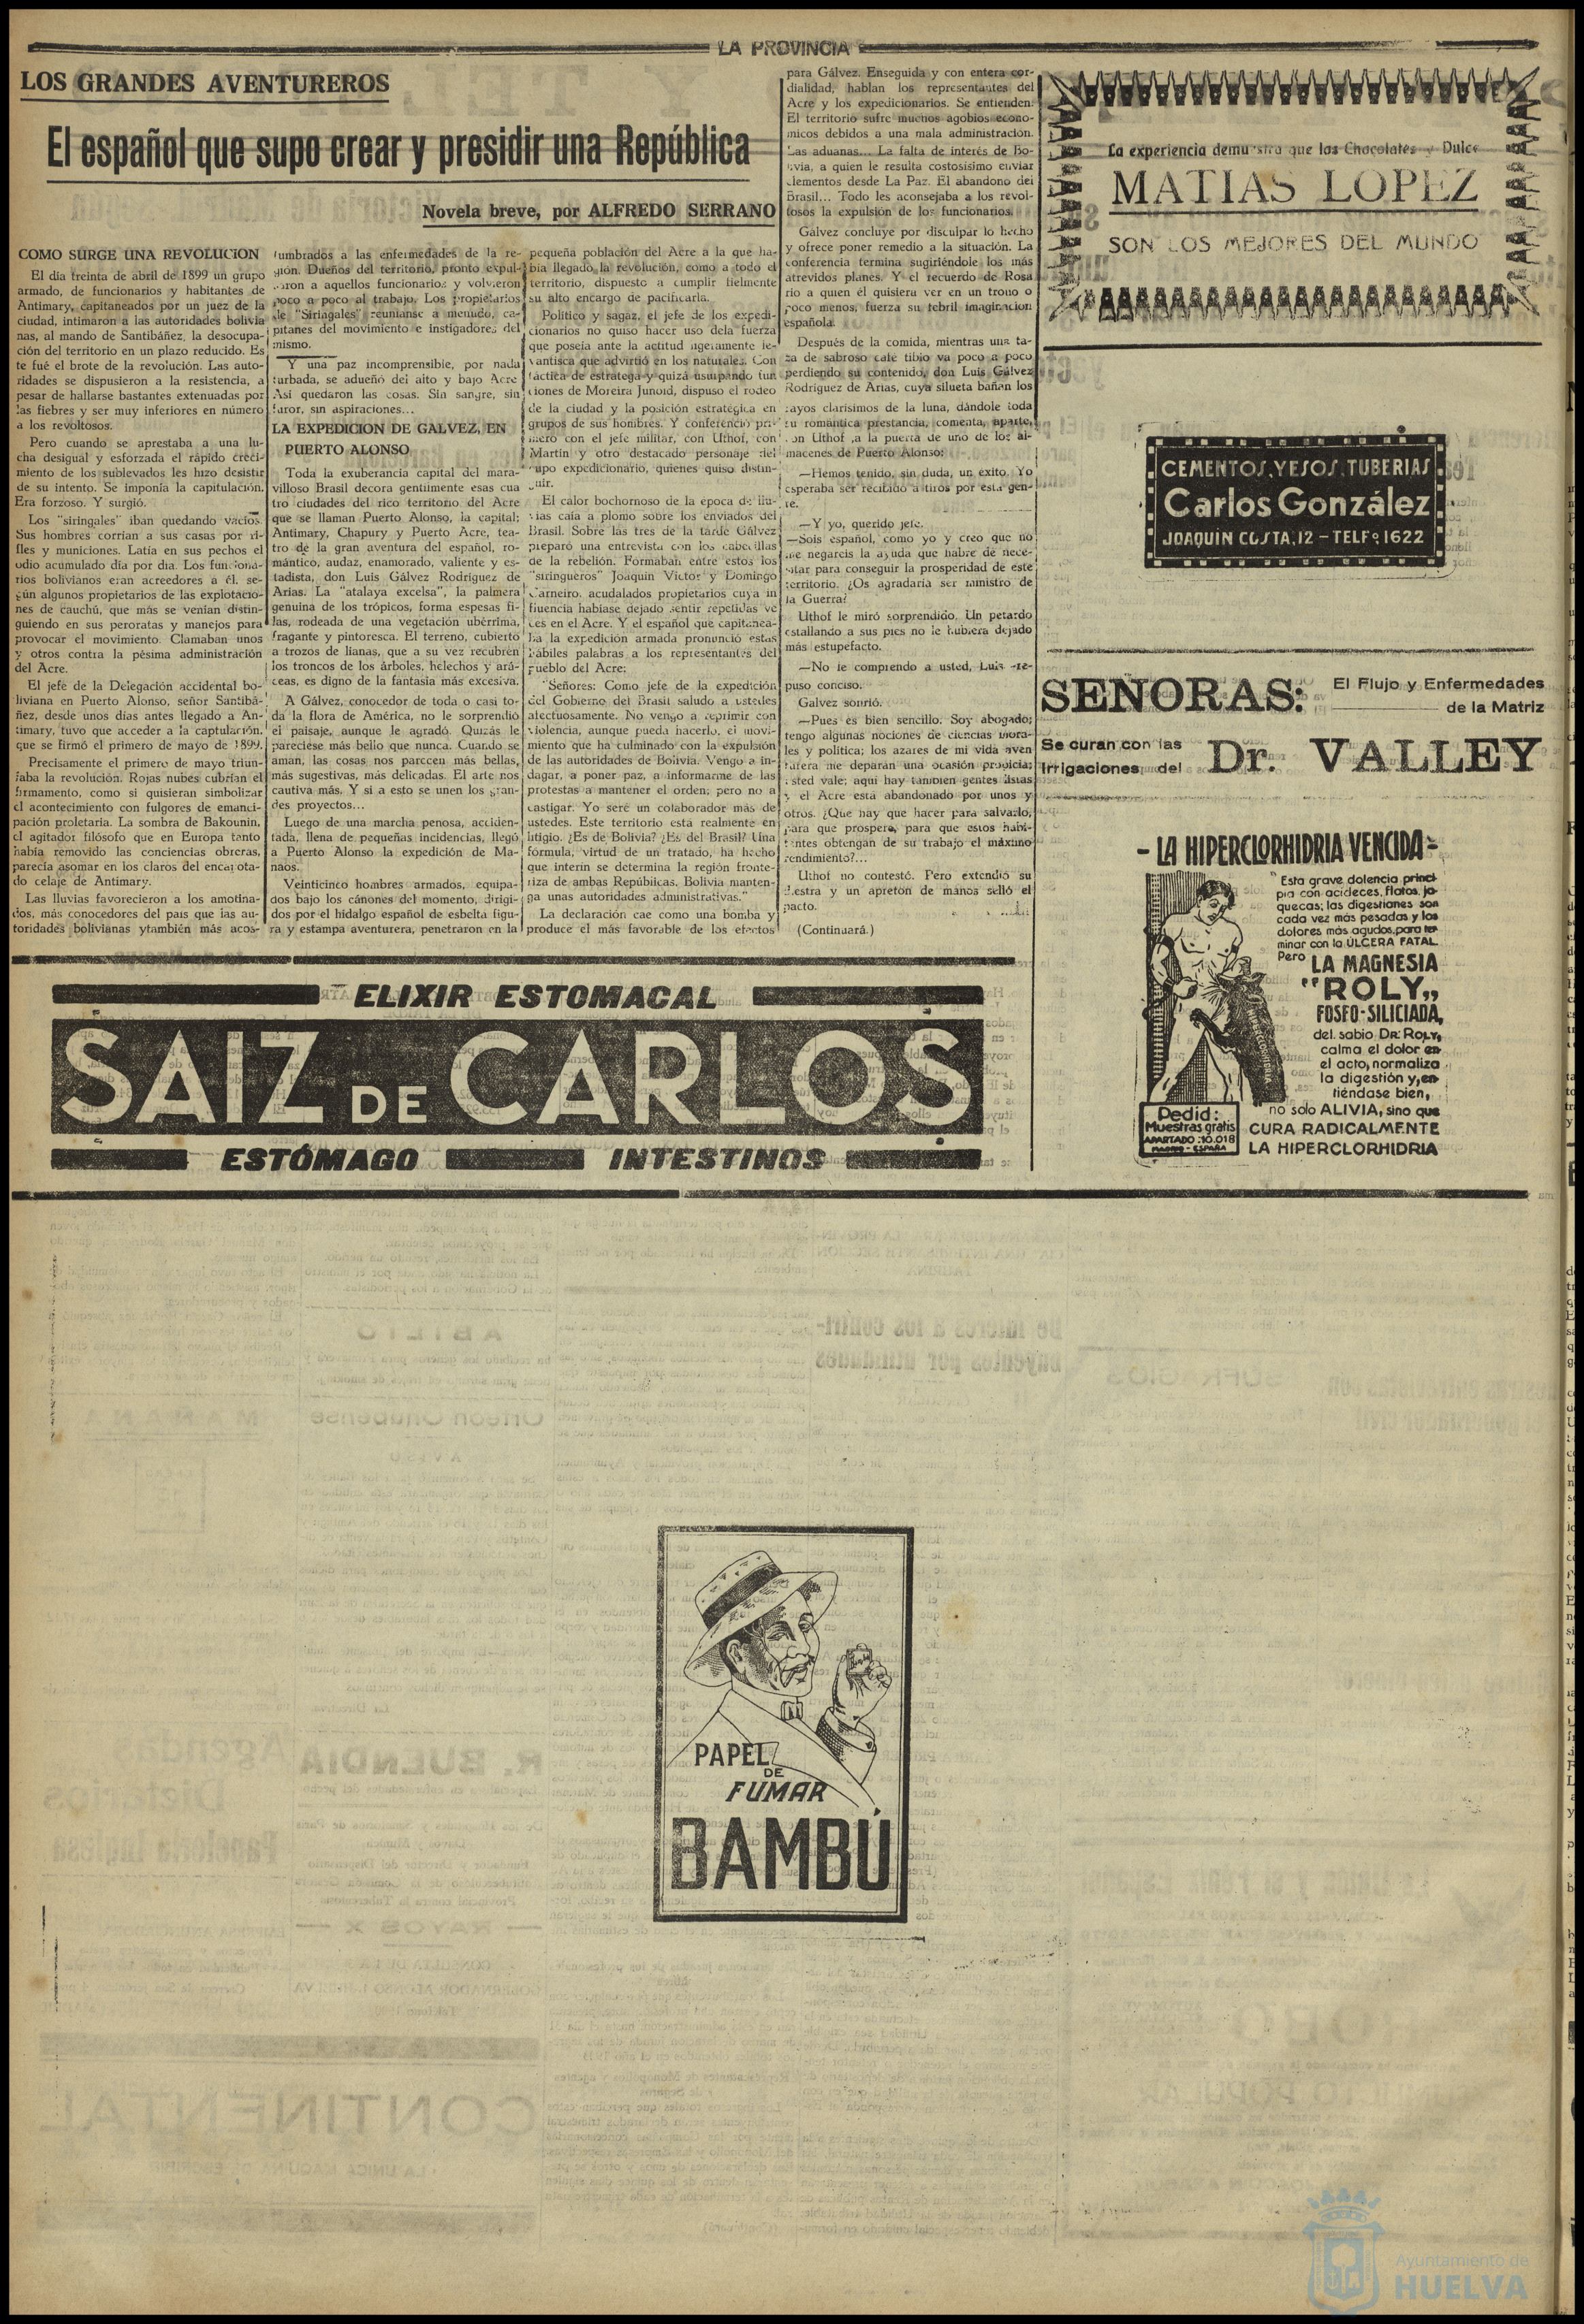 LA PROVINCIA
LOS GRANDES AVENTUREROS
El español que supo crear y presidir una República
Novela breve, por ALFREDO SERRANO
COMO SURGE UNA REVOLUCION
El día treinta de abril de 1899 un grupo
armado, de funcionarios y habitantes de
Antimary, capitaneados por un juez de la
ciudad, intimaron a las autoridades bolivia
nas, al mando de Santibáñez, la desocupa-
ción del territorio en un plazo reducido. Es
te fué el brote de la revolución. Las auto-
ridades se dispusieron a la resistencia, a
pesar de hallarse bastantes extenuadas por
las fiebres y ser muy inferiores en número
a los revoltosos.
Pero cuando se aprestaba a una lu-
cha desigual y esforzada el rápido creci-
miento de los sublevados les hizo desistir
de su intento. Se imponía la capitulación.
Era forzoso. Y surgió.
Los "siringales" iban quedando vacíos.
Sus hombres corrían a sus casas por ri-
fles y municiones. Latía en sus pechos el
odio acumulado día por día. Los funciona-
rios bolivianos eran acreedores a él, se-
gún algunos propietarios de las explotacio-
nes de cauchú, que más se venían distin-
guiendo en sus peroratas y manejos para
provocar el movimiento. Clamaban unos
y otros contra la pésima administración
del Acre.
El jefe de la Delegación accidental bo-
liviana en Puerto Alonso, señor Santibá-
ñez, desde unos días antes llegado a An-
timary, tuvo que acceder a la captulación,
que se firmó el primero de mayo de 1899.
Precisamente el primero de mayo triun-
faba la revolución. Rojas nubes cubrían el
firmamento, como si quisieran simbolizar
el acontecimiento con fulgores de emanci-
pación proletaria. La sombra de Bakounin,
el agitador filósofo que en Europa tanto
había removido las conciencias obreras,
parecía asomar en los claros del encapota-
do celaje de Antimary.
Las lluvias favorecieron a los amotina-
dos, más conocedores del país que las au-
toridades bolivianas ytambién más acos-
tumbrados a las enfermedades de la re-
gión. Dueños del territorio, pronto expul-
saron a aquellos funcionarios y volvieron
poco a poco al trabajo. Los propietarios
de "Siringales" reuníanse a menudo, ca-
pitanes del movimiento e instigadores del
mismo.
Y una paz incomprensible, por nada
turbada, se adueñó del alto y bajo Acre
Así quedaron las cosas. Sin sangre, sin
furor, sin aspiraciones...
LA EXPEDICION DE GALVEZ, EN
PUERTO ALONSO
Toda la exuberancia capital del mara-
villoso Brasil decora gentilmente esas cua
tro ciudades del rico territorio del Acre
que se llaman Puerto Alonso, la capital;
Antimary, Chapury y Puerto Acre, tea-
tro de la gran aventura del español, ro-
mántico, audaz, enamorado, valiente y es-
tadista, don Luis Gálvez Rodríguez de
Arias. La "atalaya excelsa", la palmera
genuina de los trópicos, forma espesas fi-
las, rodeada de una vegetación ubérrima,
fragante y pintoresca. El terreno, cubierto
a trozos de lianas, que a su vez recubren
los troncos de los árboles, helechos y ará-
ceas, es digno de la fantasía más excesiva.
A Gálvez, conocedor de toda o casi to-
da la flora de América, no le sorprendió
el paisaje, aunque le agradó. Quizás le
pareciese más bello que nunca. Cuando se
aman, las cosas nos parecen más bellas,
más sugestivas, más delicadas. El arte nos
cautiva más. Y si a esto se unen los gran-
des proyectos...
Luego de una marcha penosa, acciden-
tada, llena de pequeñas incidencias, llegó
a Puerto Alonso la expedición de Ma-
naos.
Veinticinco hombres armados, equipa-
dos bajo los cánones del momento, dirigi-
dos por el hidalgo español de esbelta figu-
ra y estampa aventurera, penetraron en la
pequeña población del Acre a la que ha-
bía llegado la revolución, como a todo el
territorio, dispuesto a cumplir fielmente
su alto encargo de pacificarla.
Político y sagaz, el jefe de los expedi-
cionarios no quiso hacer uso dela fuerza
que poseía ante la actitud ligeramente le-
vantisca que advirtió en los naturales. Con
táctica de estratega y quizá usurpando fun
ciones de Moreira Junoid, dispuso el rodeo
de la ciudad y la posición estratégica en
grupos de sus hombres. Y conferenció pri-
mero con el jefe militar, con Uthof, con
Martín y otro destacado personaje del
grupo expedicionario, quienes quiso distin-
guir.
El calor bochornoso de la época de llu-
vias caía a plomo sobre los enviados del
Brasil. Sobre las tres de la tarde Gálvez
preparó una entrevista con los cabecillas
de la rebelión. Formaban entre estos los
"siringueros" Joaquín Victor y Domingo
Carneiro, acaudalados propietarios cuya in
fluencia habíase dejado sentir repetidas ve
ces en el Acre. Y el español que capitanea-
ba la expedición armada pronunció estas
hábiles palabras a los representantes del
pueblo del Acre:
"Señores: Como jefe de la expedición
del Gobierno del Brasil saludo a ustedes
afectuosamente. No vengo a reprimir con
violencia, aunque pueda hacerlo, el movi-
miento que ha culminado con la expulsión
de las autoridades de Bolivia. Vengo a in-
dagar, a poner paz, a informarme de las
protestas a mantener el orden; pero no a
castigar. Yo seré un colaborador más de
ustedes. Este territorio está realmente en
litigio. ¿Es de Bolivia? ¿Es del Brasil? Una
fórmula, virtud de un tratado, ha hecho
que interin se determina la región fronte-
riza de ambas Repúbilcas, Bolivia manten-
ga unas autoridades administrativas."
La declaración cae como una bomba y
produce el más favorable de los efectos
para Gálvez. Enseguida y con entera cor-
dialidad, hablan los representantes del
Acre y los expedicionarios. Se entienden.
El territorio sufre muchos agobios econo-
micos debidos a una mala administración.
Las aduanas... La falta de interés de Bo-
livia, a quien le resulta costosísimo enviar
elementos desde La Paz. El abandono del
Brasil... Todo les aconsejaba a los revol-
tosos la expulsión de los funcionarios.
Gálvez concluye por disculpar lo hecho
y ofrece poner remedio a la situación. La
conferencia termina sugiriéndole los más
atrevidos planes. Y el recuerdo de Rosa
rio a quien él quisiera ver en un trono o
poco menos, fuerza su febril imaginación
española.
Después de la comida, mientras una ta-
za de sabroso café tibio va poco a poco
perdiendo su contenido, don Luis Gálvez
Rodríguez de Arias, cuya silueta bañan los
rayos clarísimos de la luna, dándole toda
su romántica prestancia, comenta, aparte,
con Uthof ,a la puerta de uno de los al-
macenes de Puerto Alonso:
—Hemos tenido, sin duda, un éxito. Yo
esperaba ser recibido a tiros por esta gen-
te.
—Y yo, querido jefe.
—Sois español, como yo y creo que no
me negareis la ayuda que habré de nece-
sitar para conseguir la prosperidad de este
territorio. ¿Os agradaría ser ministro de
la Guerra?
Uthof le miró sorprendido. Un petardo
estallando a sus pies no le hubiera dejado
más estupefacto.
—No le comprendo a usted, Luis -re-
puso conciso.
Galvez sonrió.
—Pues es bien sencillo. Soy abogado;
tengo algunas nociones de ciencias mora-
les y política; los azares de mi vida aven
turera me deparan una ocasión propicia;
usted vale; aquí hay también gentes listas
y el Acre está abandonado por unos y
otros. ¿Que hay que hacer para salvarlo,
para que prospere, para que estos habi-
tantes obtengan de su trabajo el máximo
rendimiento?...
Uthof no contestó. Pero extendió su
diestra y un apretón de manos selló el
pacto.
(Continuará.)
La experiencia demuestra que los Chocolates y Dulce
MATIAS LOPEZ
SON LOS MEJORES DEL MUNDO
CEMENTOS, YESOS, TUBERIAS
Carlos González
JOAQUIN COSTA, 12 - TELFº 1622
SEÑORAS:
El Flujo y Enfermedades
de la Matriz
Se curan con las
irrigaciones del
Dr. VALLEY
- LA HIPERCLORHIDRIA VENCIDA -
"Esta grave dolencia princi-
pia con acideces, flatos, ja-
quecas; las digestiones son
cada vez más pesadas y los
dolores más agudos, para ter-
minar con la ÚLCERA FATAL.
Pero
LA MAGNESIA
"ROLY"
FOSFO-SILICIADA,
del sabio DR. ROLY,
calma el dolor en
el acto, normaliza
la digestión y, en-
tiéndase bien,
no solo ALIVIA, sino que
CURA RADICALMENTE
LA HIPERCLORHIDRIA
Pedid:
Muestras gratis
APARTADO: 10.018
MADRID - ESPAÑA
ELIXIR ESTOMACAL
SAIZ DE CARLOS
ESTÓMAGO INTESTINOS
PAPEL
DE
FUMAR
BAMBÚ
Ayuntamiento de
HUELVA